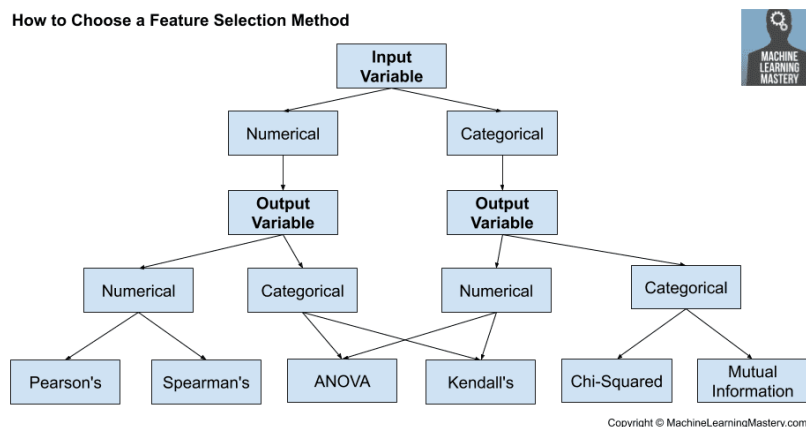 How to Choose a Feature Selection Method
MACHINE
LEARNING
MASTERY
Input
Variable
Numerical
Categorical
Output
Variable
Output
Variable
Numerical
Categorical
Numerical
Categorical
Pearson's
Spearman's
ANOVA
Kendall's
Chi-Squared
Mutual
Information
Copyright © MachineLearningMastery.com